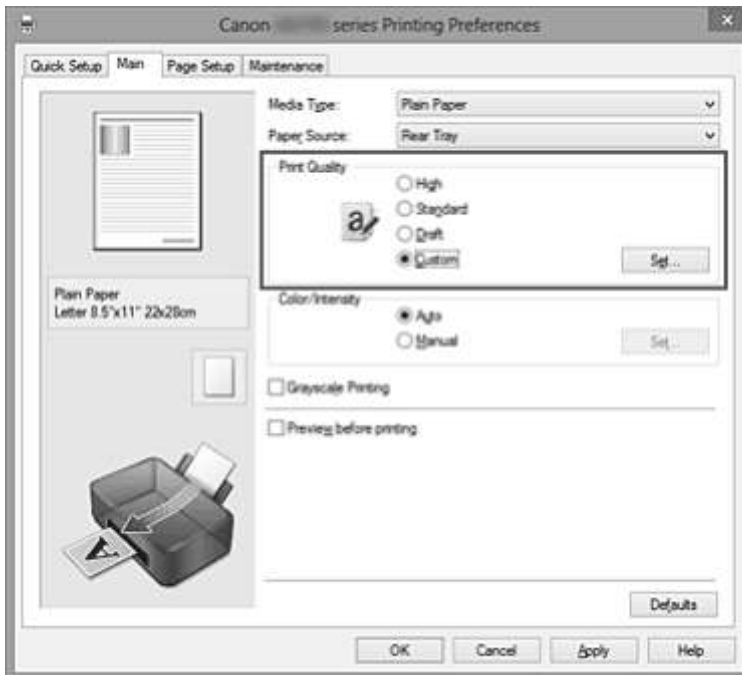 Canon series Printing Preferences
Quick Setup Main Page Setup Maintenance
Media Type: Plain Paper
Paper Source: Rear Tray
Print Quality
High
Standard
Draft
Custom
Set...
Plain Paper
Letter 8.5"x11" 22x28cm
Color/Intensity
Auto
Manual
Set...
Grayscale Printing
Preview before printing
Defaults
OK Cancel Apply Help